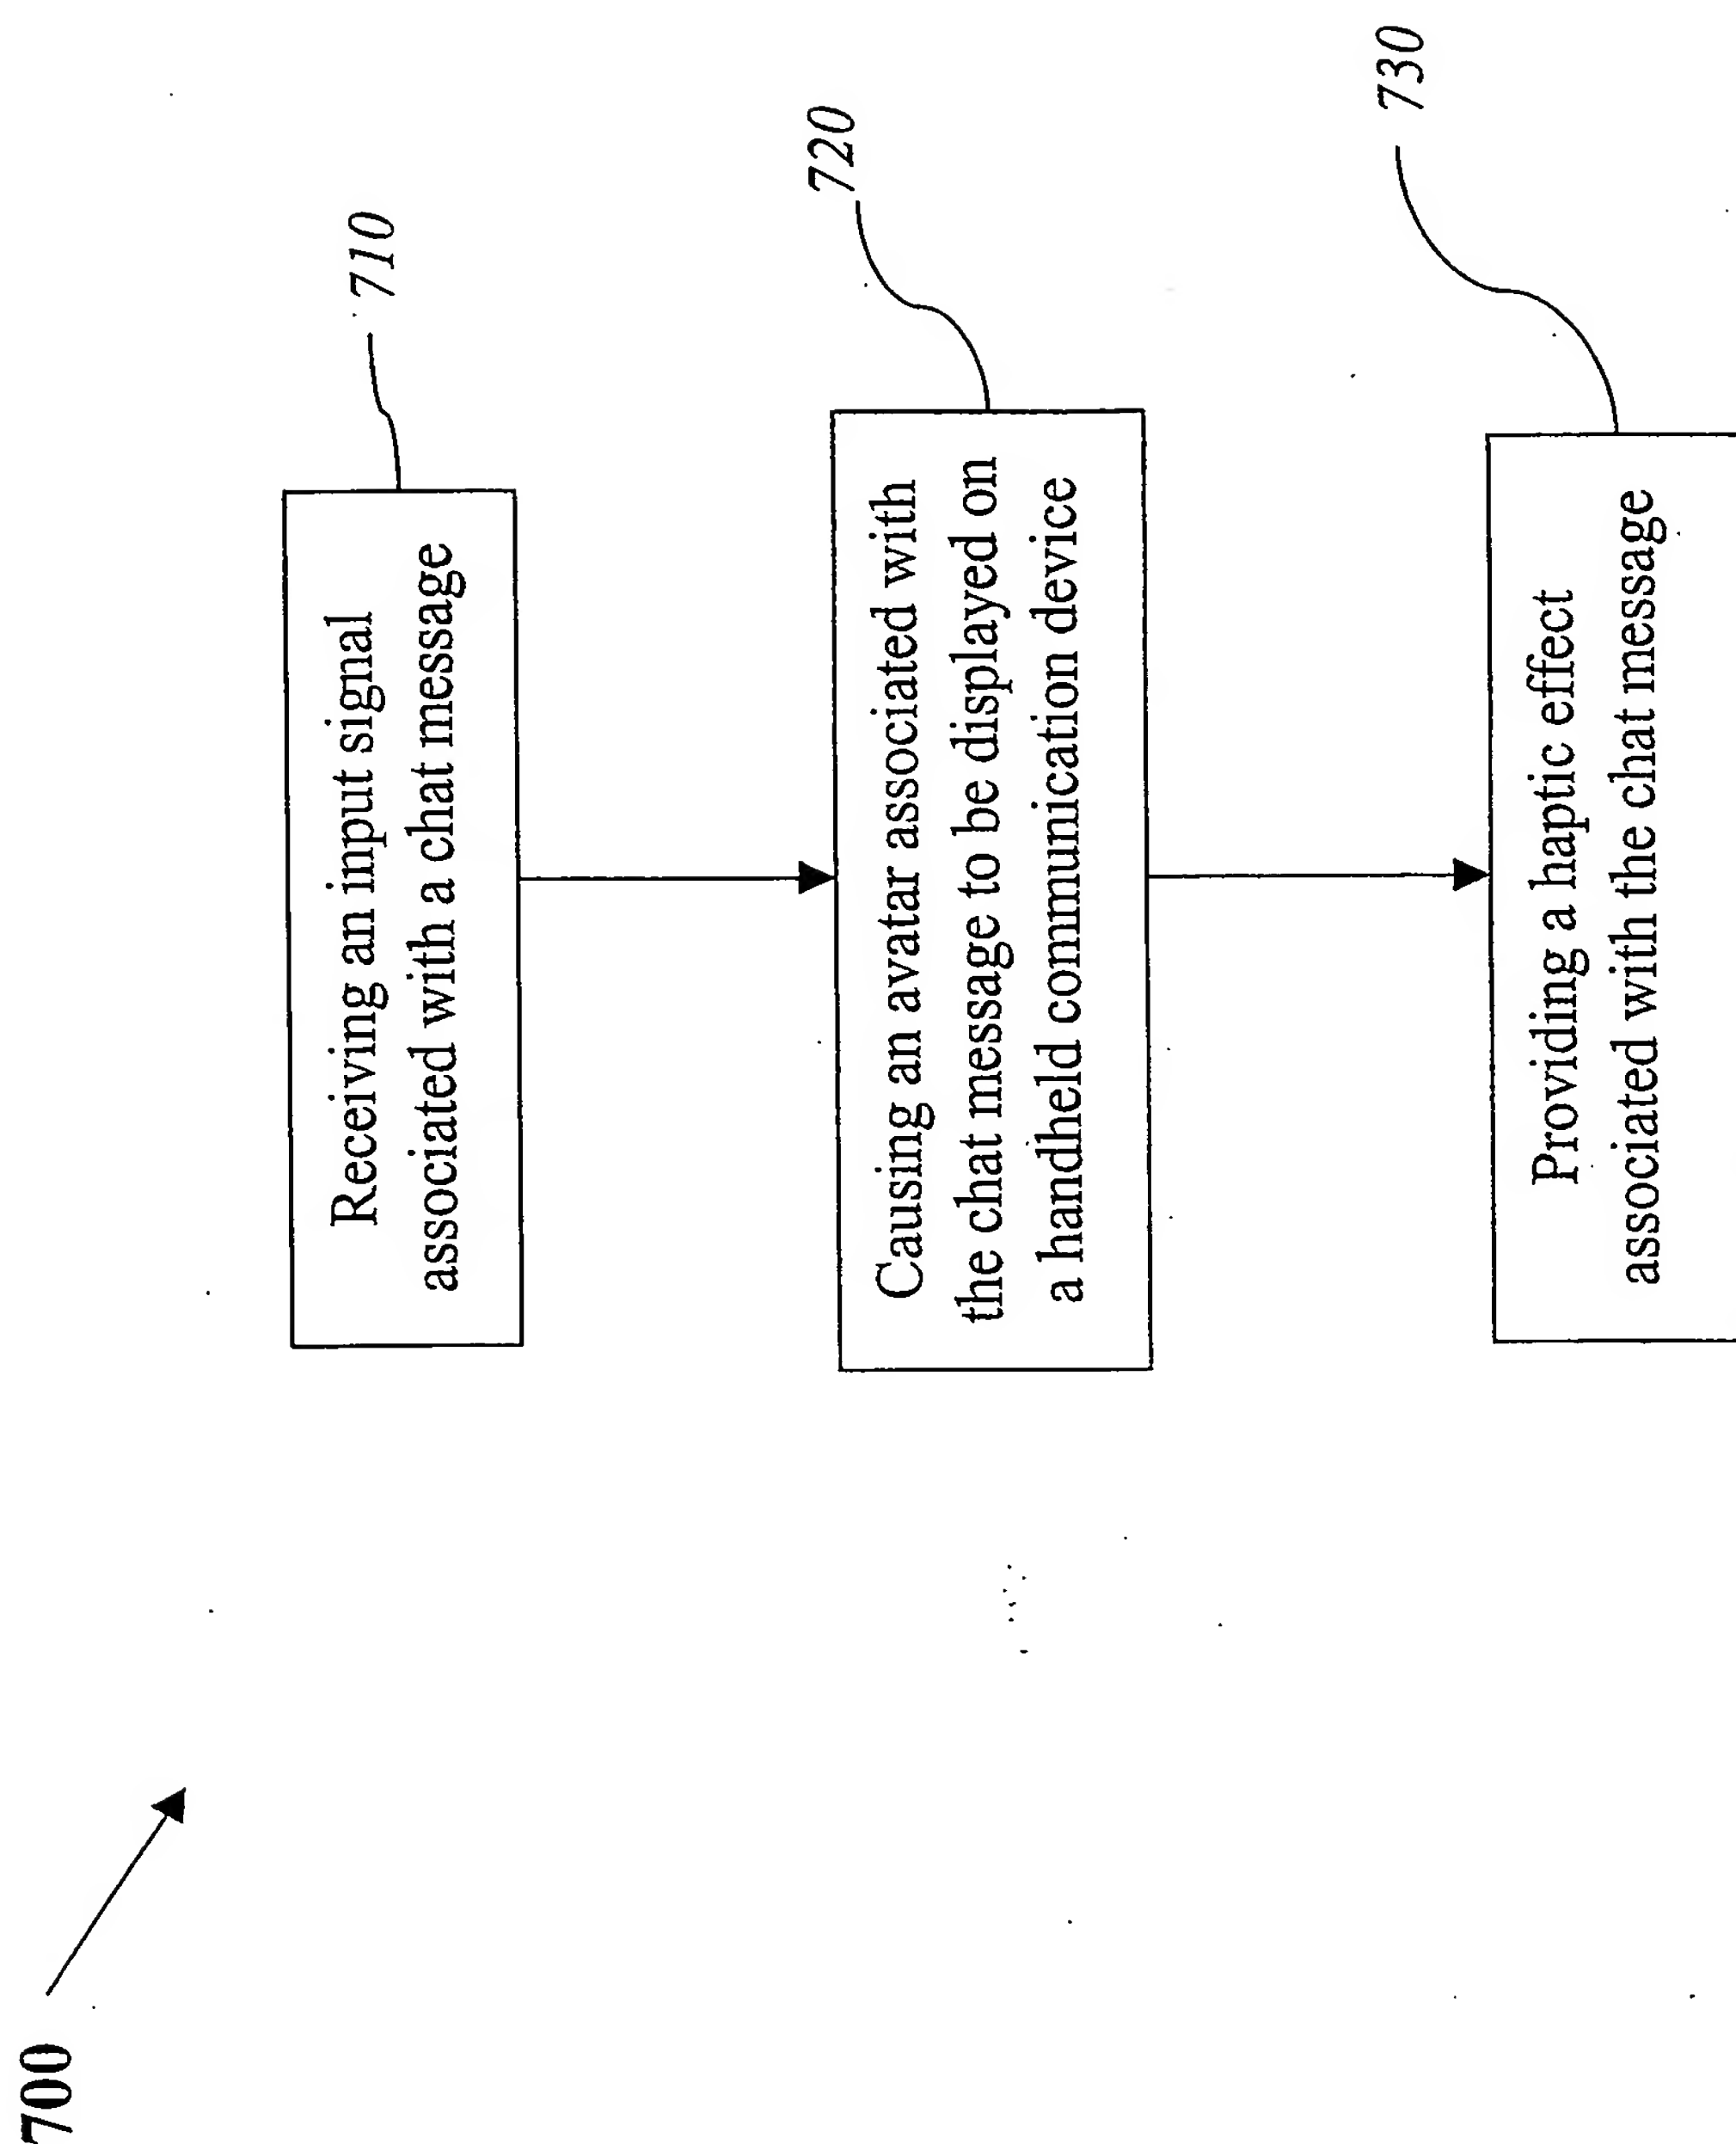 700
Receiving an input signal
associated with a chat message
710
Causing an avatar associated with
the chat message to be displayed on
a handheld communication device
720
Providing a haptic effect
associated with the chat message
730